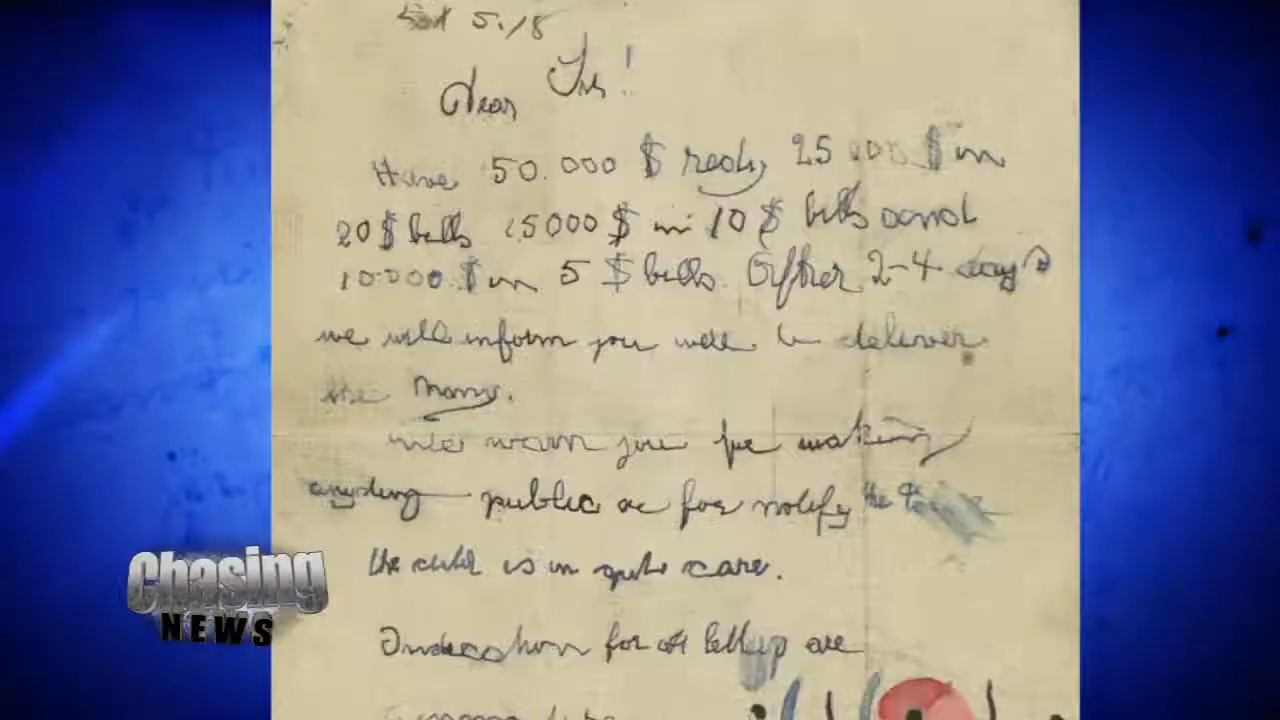 Dear Sir!
Have 50.000 $ redy 25 000 $ in
20 $ bills 15000 $ in 10 $ bills and
10000 $ in 5 $ bills. After 2-4 days
we will inform you were to deliver
the Mony.
We warn you for making
anyding public or for notify the
the child is in gute care.
Indication for all letters are
Chasing
NEWS